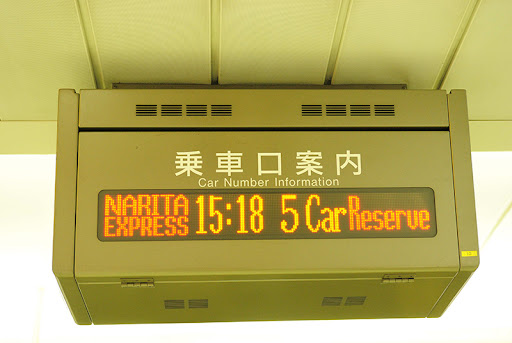 乗車口案内
Car Number Information
NARITA EXPRESS 15:18 5 Car Reserve